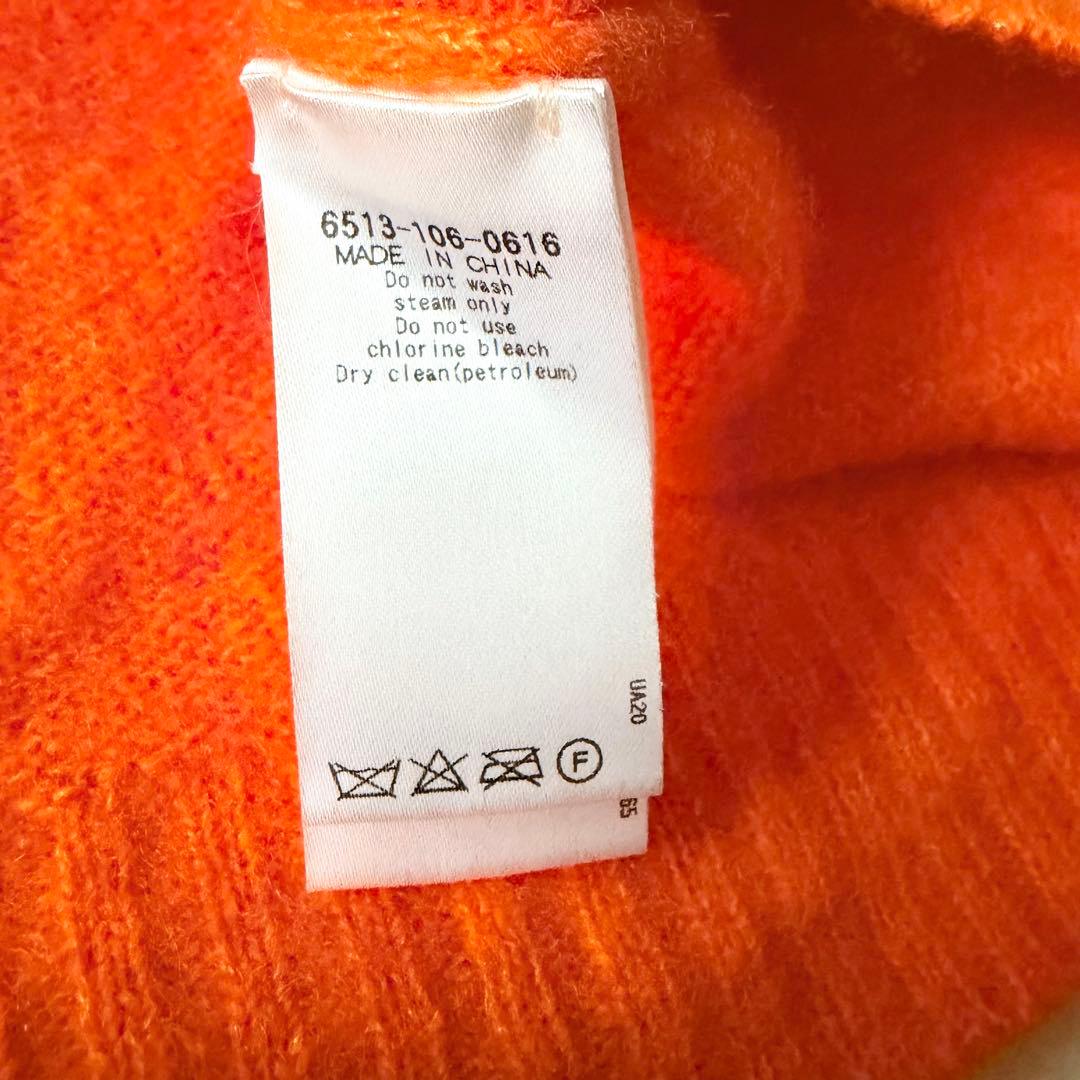 6513-106-0616
MADE IN CHINA
Do not wash
steam only
Do not use
chlorine bleach
Dry clean(petroleum)
UA20
F
65